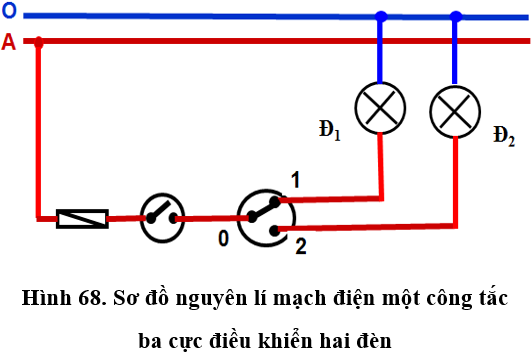 O
A
Đ1
Đ2
1
0
2
Hình 68. Sơ đồ nguyên lí mạch điện một công tắc
ba cực điều khiển hai đèn